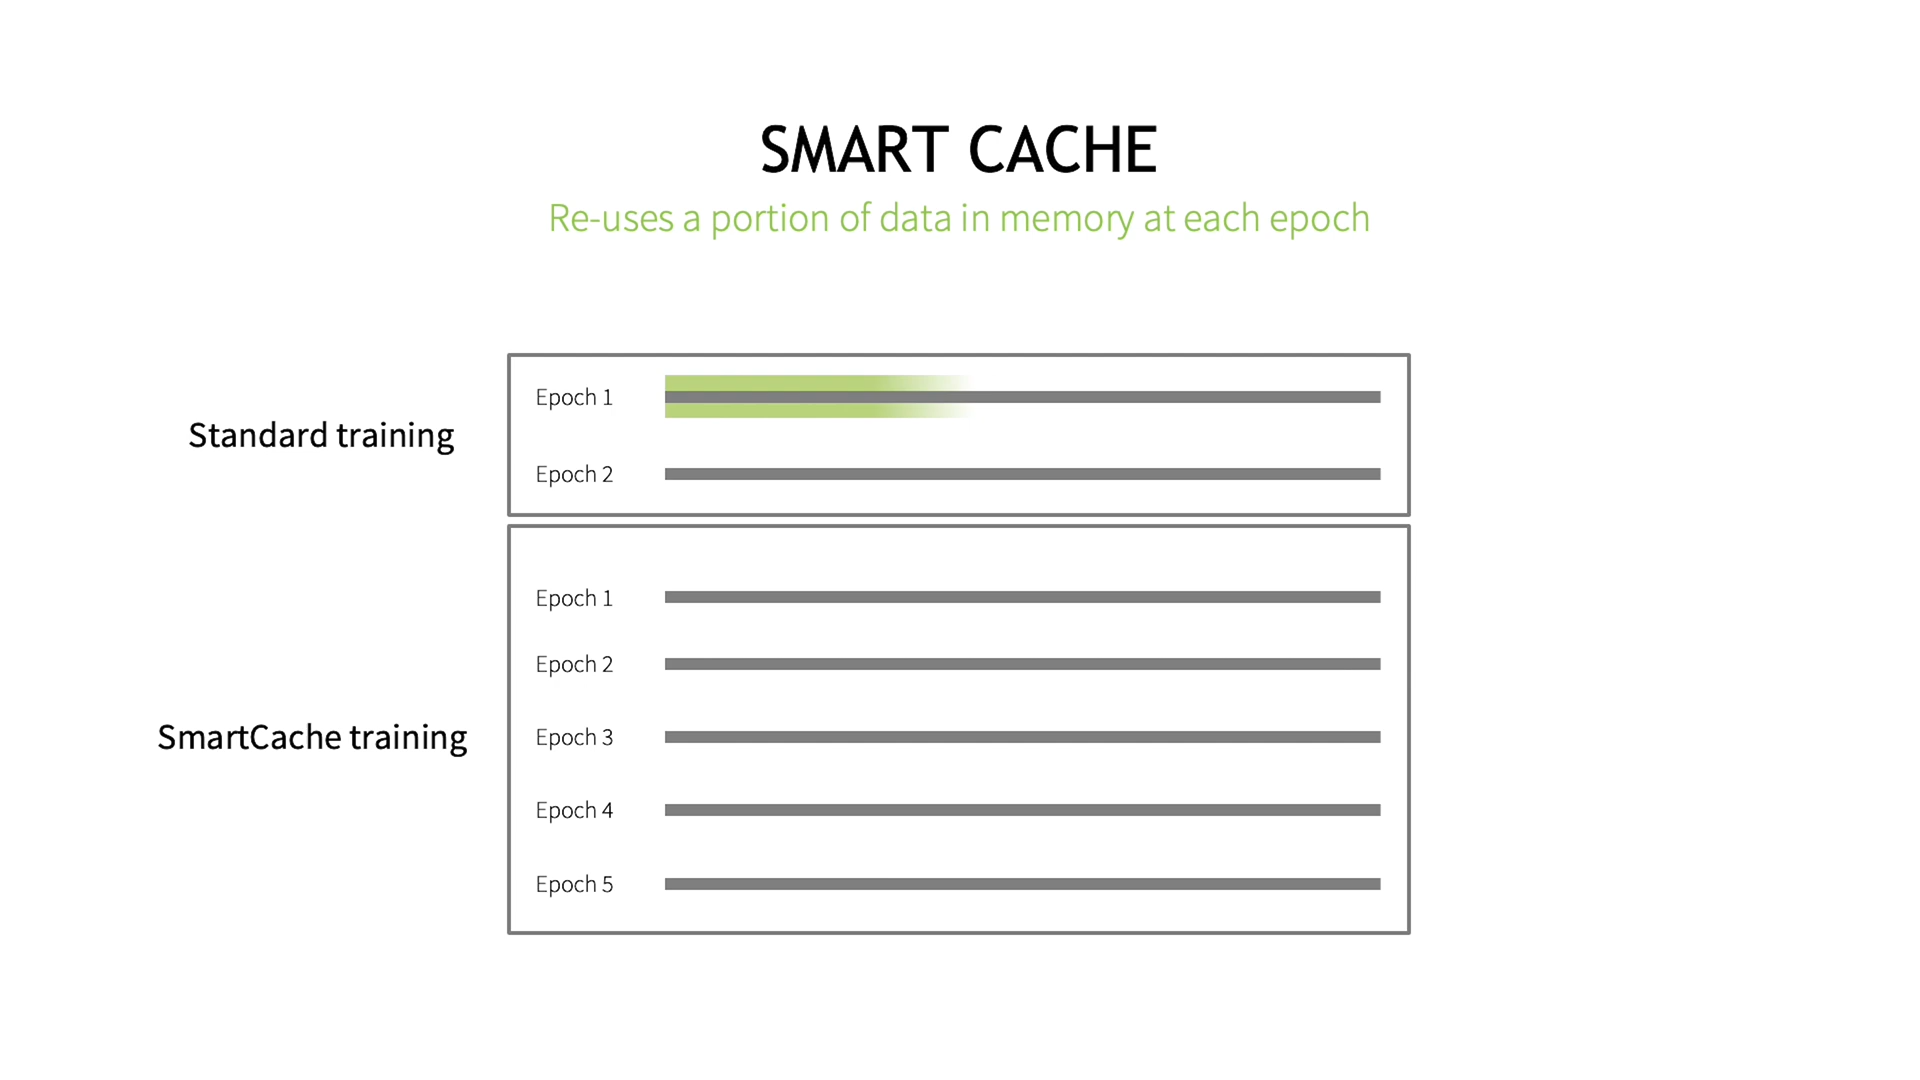 SMART CACHE
Re-uses a portion of data in memory at each epoch
Standard training
Epoch 1
Epoch 2
SmartCache training
Epoch 1
Epoch 2
Epoch 3
Epoch 4
Epoch 5